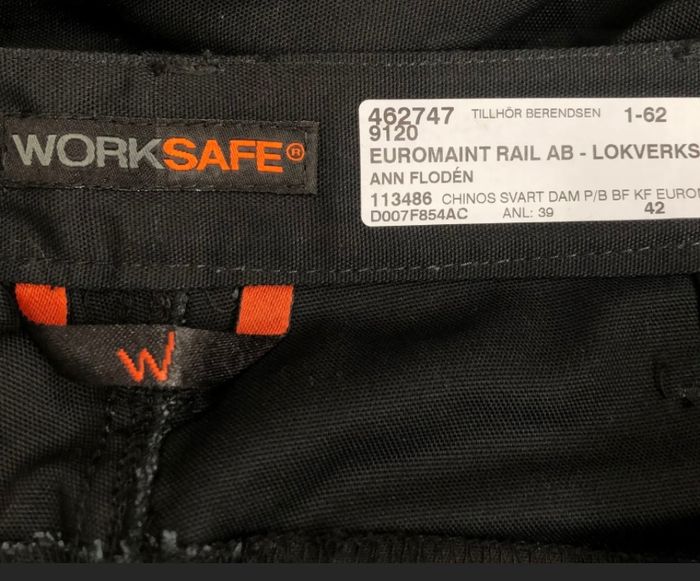 WORKSAFE®
462747 TILLHÖR BERENDSEN 1-62
9120
EUROMAINT RAIL AB - LOKVERKS
ANN FLODÉN
113486 CHINOS SVART DAM P/B BF KF EUROM
D007F854AC ANL: 39 42
W